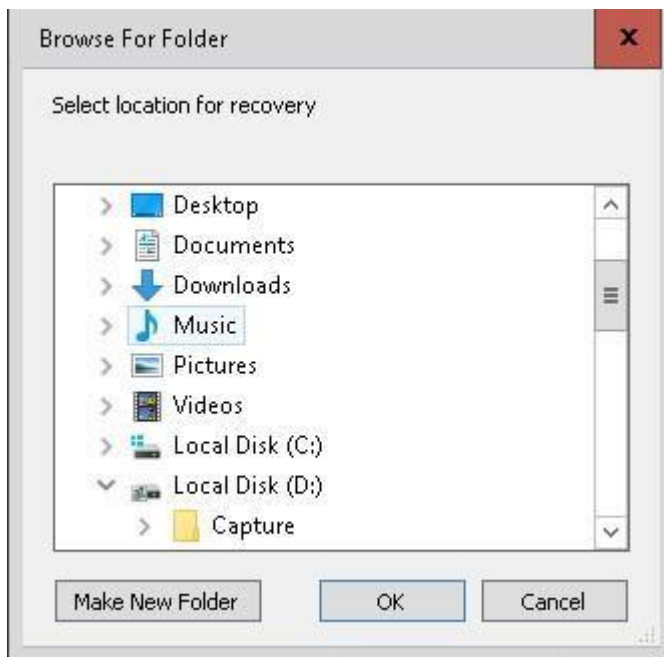 Browse For Folder
x
Select location for recovery
Desktop
Documents
Downloads
Music
Pictures
Videos
Local Disk (C:)
Local Disk (D:)
Capture
Make New Folder OK Cancel